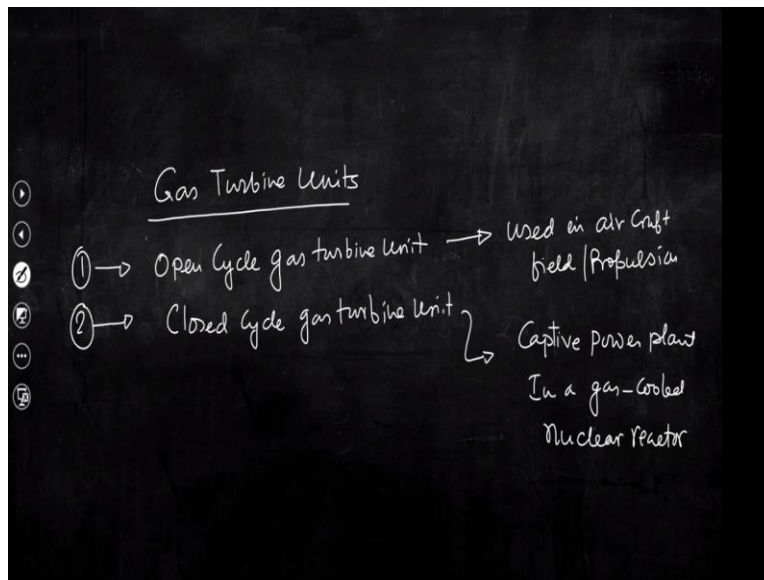 Gas Turbine Units
① → Open Cycle gas turbine Unit → Used in air Craft
field / Propulsion
② → Closed Cycle gas turbine Unit
Captive power plant
In a gas-cooled
Nuclear reactor